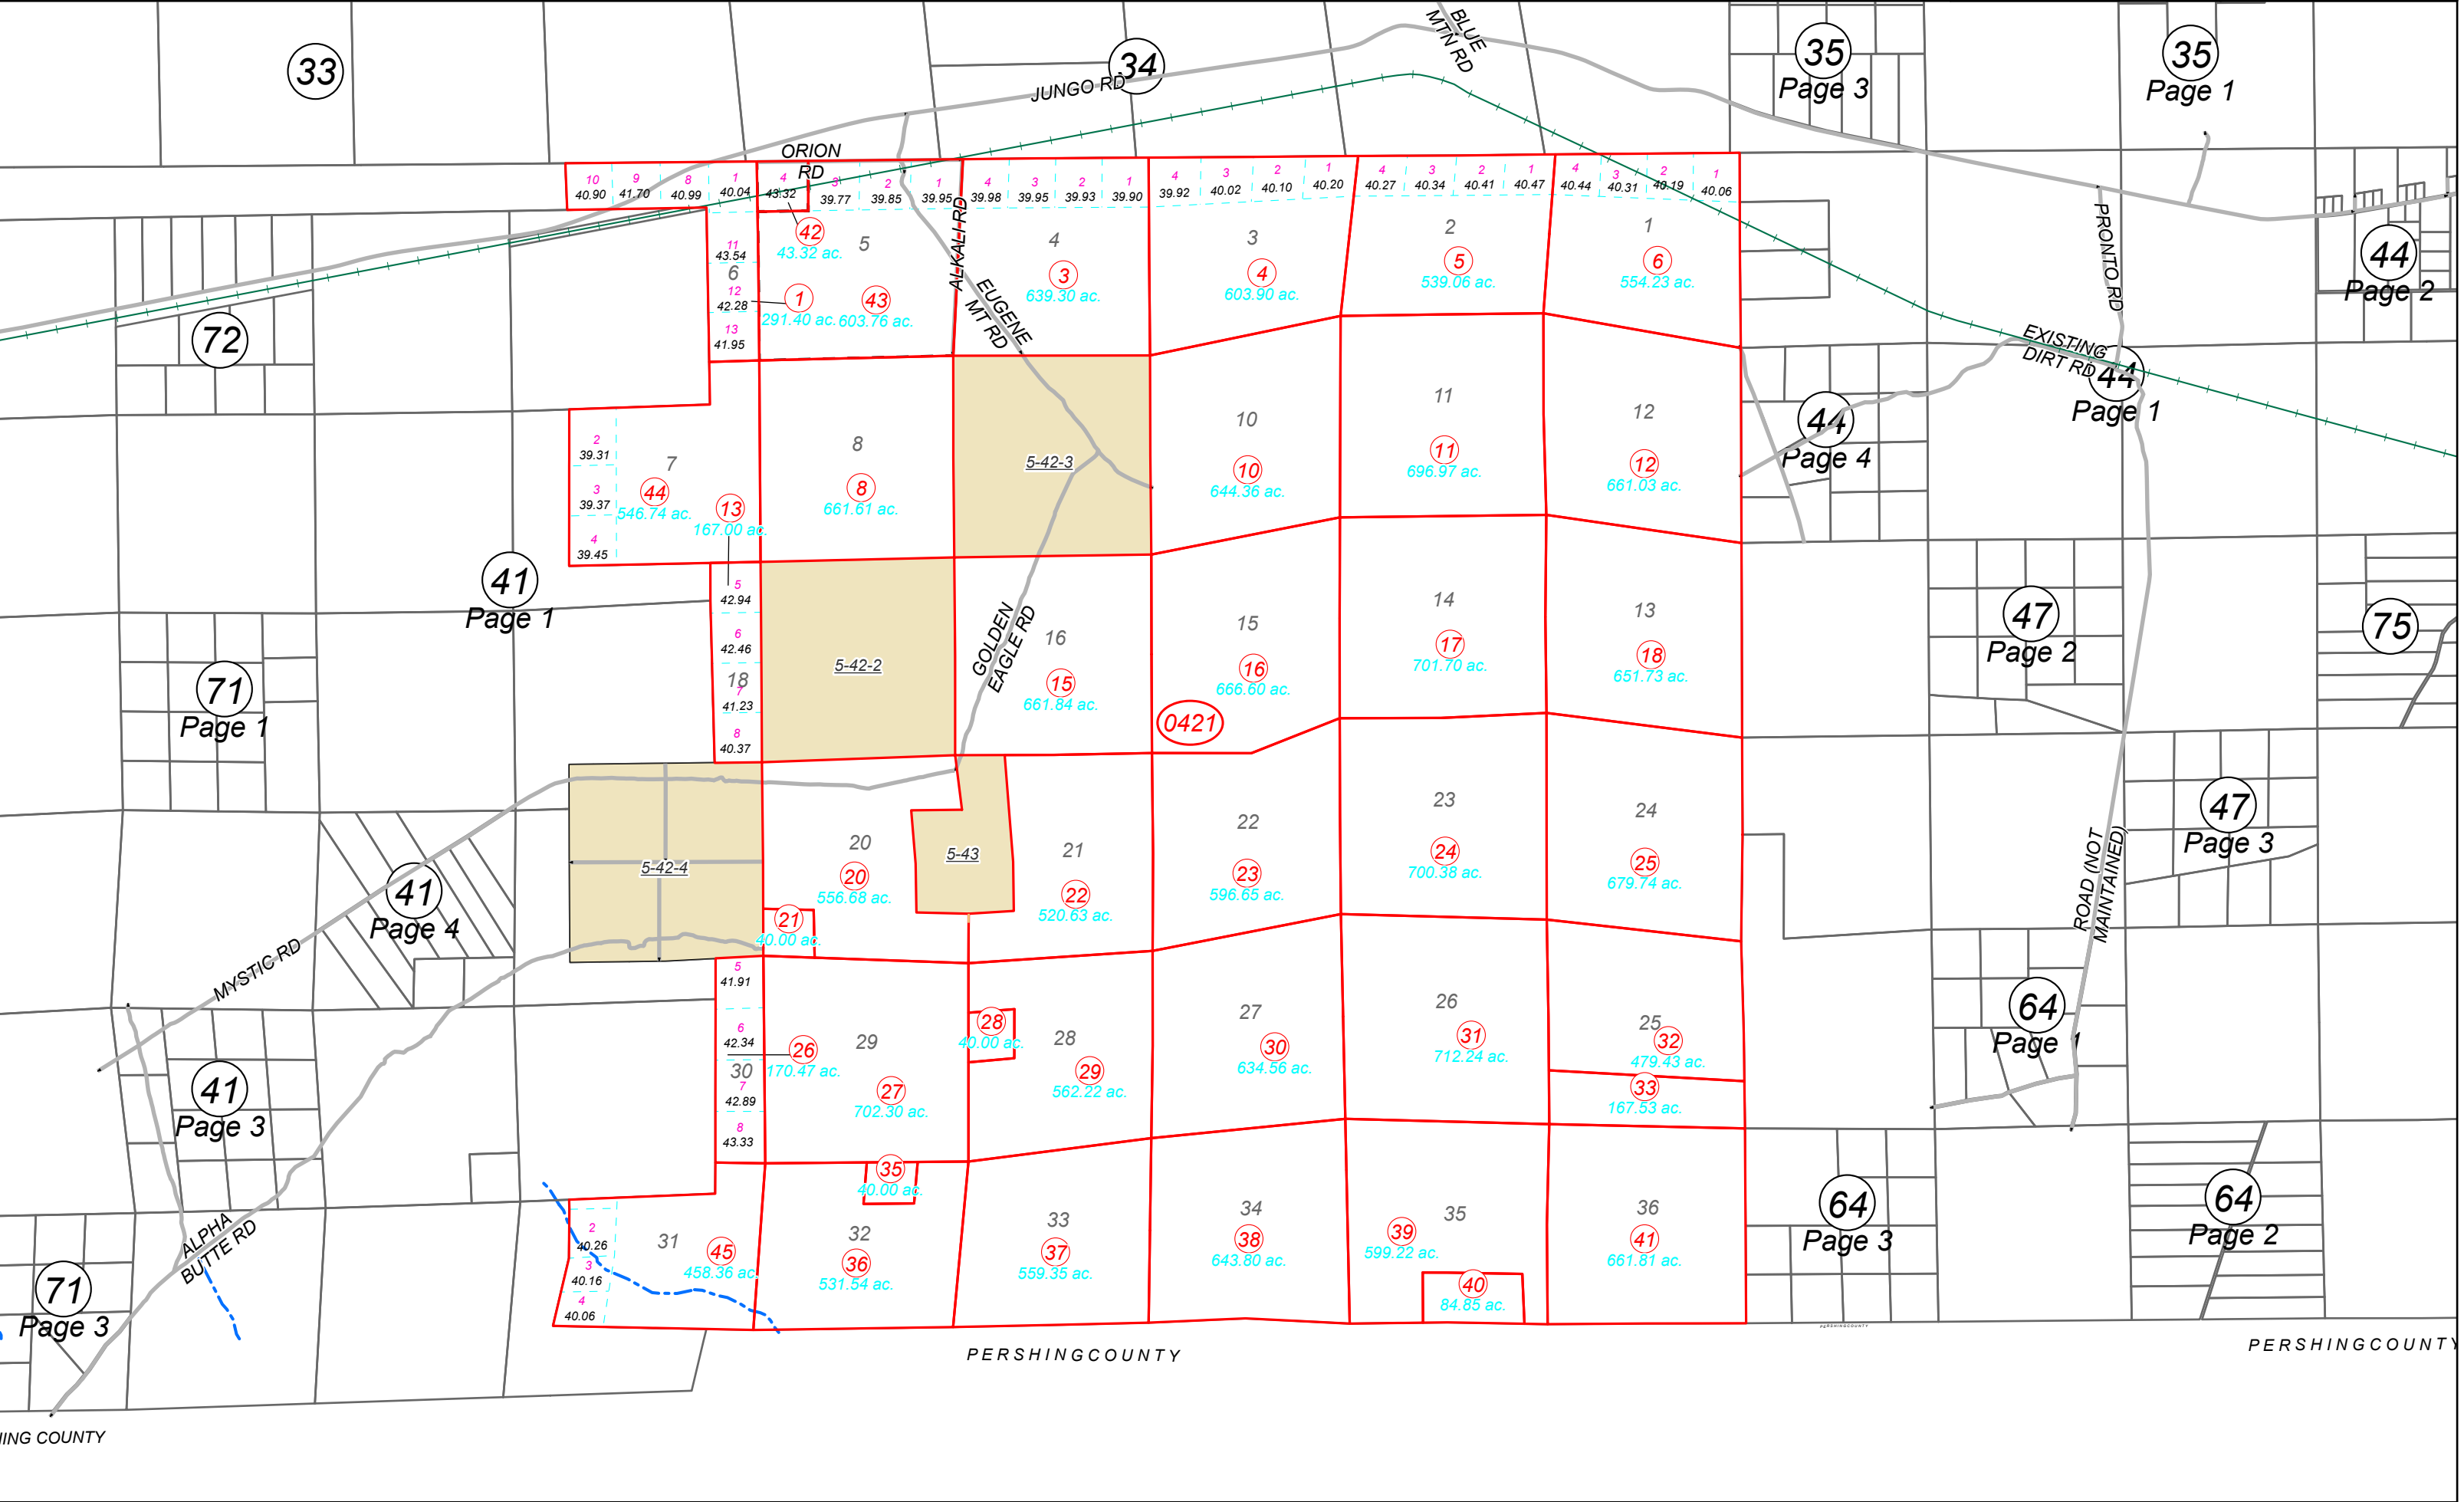 33
34
35
Page 3
35
Page 1
BLUE
MTN RD
JUNGO RD
ORION
RD
10
40.90
9
41.70
8
40.99
1
40.04
4
43.32
3
39.77
2
39.85
1
39.95
4
39.98
3
39.95
2
39.93
1
39.90
4
39.92
3
40.02
2
40.10
1
40.20
4
40.27
3
40.34
2
40.41
1
40.47
4
40.44
3
40.31
2
40.19
1
40.06
ALKALI RD
EUGENE
MT RD
PRONTO RD
EXISTING
DIRT RD
44
Page 2
44
Page 1
44
Page 4
72
11
43.54
6
12
42.28
13
41.95
42
43.32 ac.
5
1
291.40 ac.
43
603.76 ac.
4
3
639.30 ac.
3
4
603.90 ac.
2
5
539.06 ac.
1
6
554.23 ac.
2
39.31
3
39.37
4
39.45
7
44
546.74 ac.
13
167.00 ac.
8
8
661.61 ac.
5-42-3
10
10
644.36 ac.
11
11
696.97 ac.
12
12
661.03 ac.
41
Page 1
5
42.94
6
42.46
18
7
41.23
8
40.37
5-42-2
GOLDEN
EAGLE RD
16
15
661.84 ac.
15
16
666.60 ac.
0421
14
17
701.70 ac.
13
18
651.73 ac.
47
Page 2
75
71
Page 1
47
Page 3
41
Page 4
5-42-4
20
20
556.68 ac.
21
40.00 ac.
5-43
21
22
520.63 ac.
22
23
596.65 ac.
23
24
700.38 ac.
24
25
679.74 ac.
ROAD (NOT
MAINTAINED)
MYSTIC RD
5
41.91
6
42.34
30
7
42.89
8
43.33
26
170.47 ac.
29
27
702.30 ac.
28
40.00 ac.
28
29
562.22 ac.
27
30
634.56 ac.
26
31
712.24 ac.
25
32
479.43 ac.
33
167.53 ac.
64
Page 1
41
Page 3
ALPHA
BUTTE RD
2
40.26
3
40.16
4
40.06
31
45
458.36 ac.
35
40.00 ac.
32
36
531.54 ac.
33
37
559.35 ac.
34
38
643.80 ac.
35
39
599.22 ac.
40
84.85 ac.
36
41
661.81 ac.
64
Page 3
64
Page 2
71
Page 3
PERSHINGCOUNTY
PERSHINGCOUNTY
PERSHINGCOUNTY
ING COUNTY